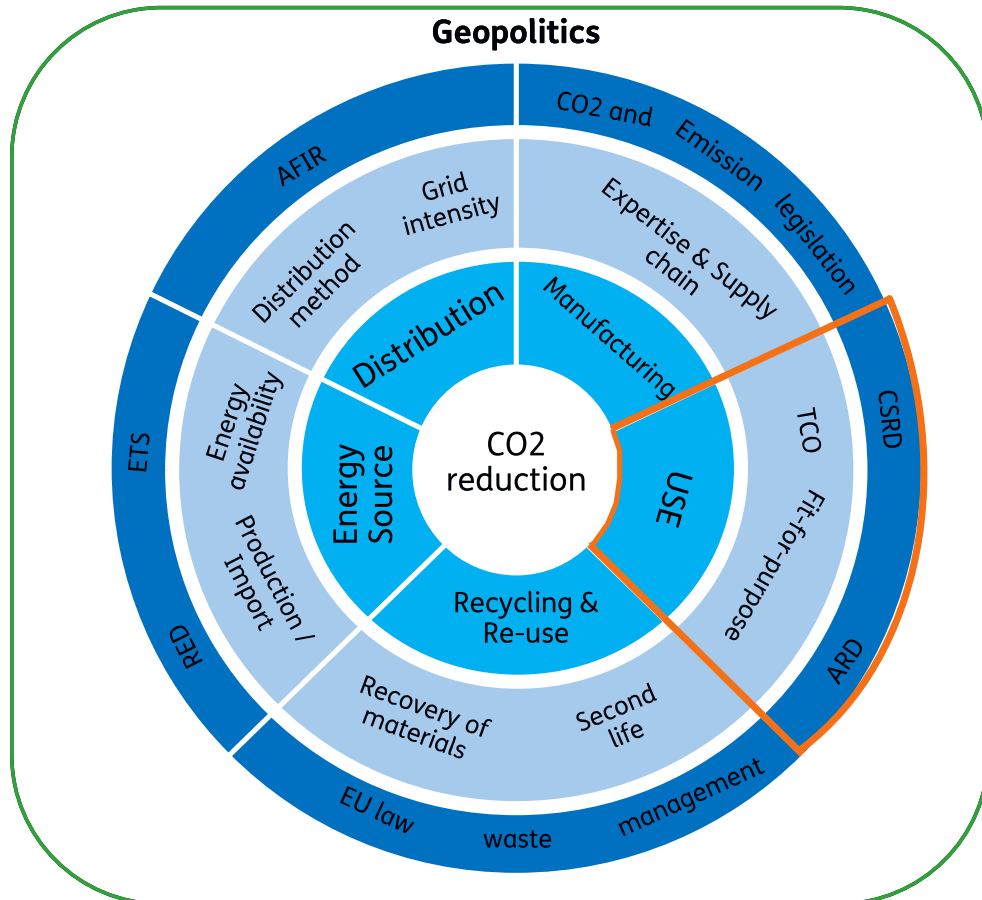 Geopolitics
CO2 and Emission legislation
AFIR
Grid
intensity
Distribution
method
Expertise & Supply
chain
Distribution
Manufacturing
CO2
reduction
USE
TCO
Fit-for-purpose
CSRD
ARD
Energy
Source
Energy
availability
Production /
Import
ETS
RED
Recycling &
Re-use
Recovery of
materials
Second
life
EU law waste management